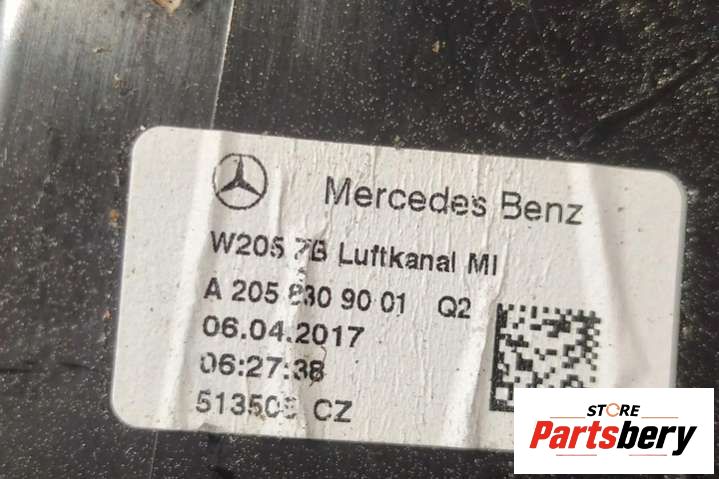 Mercedes Benz
W205 ZB Luftkanal MI
A 205 830 90 01 Q2
06.04.2017
06:27:38
CZ
STORE
Partsbery